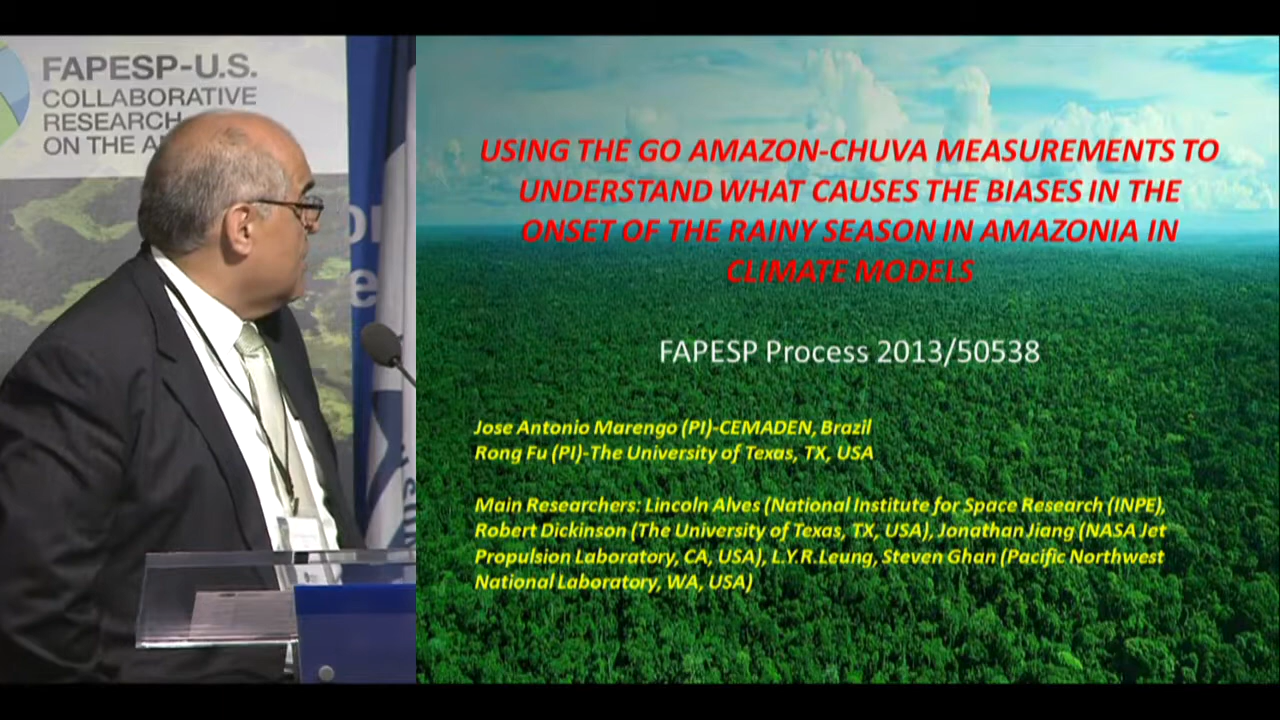 FAPESP-U.S.
COLLABORATIVE
RESEARCH
ON THE
USING THE GO AMAZON-CHUVA MEASUREMENTS TO
UNDERSTAND WHAT CAUSES THE BIASES IN THE
ONSET OF THE RAINY SEASON IN AMAZONIA IN
CLIMATE MODELS
FAPESP Process 2013/50538
Jose Antonio Marengo (PI)-CEMADEN, Brazil
Rong Fu (PI)-The University of Texas, TX, USA
Main Researchers: Lincoln Alves (National Institute for Space Research (INPE),
Robert Dickinson (The University of Texas, TX, USA), Jonathan Jiang (NASA Jet
Propulsion Laboratory, CA, USA), L.Y.R.Leung, Steven Ghan (Pacific Northwest
National Laboratory, WA, USA)